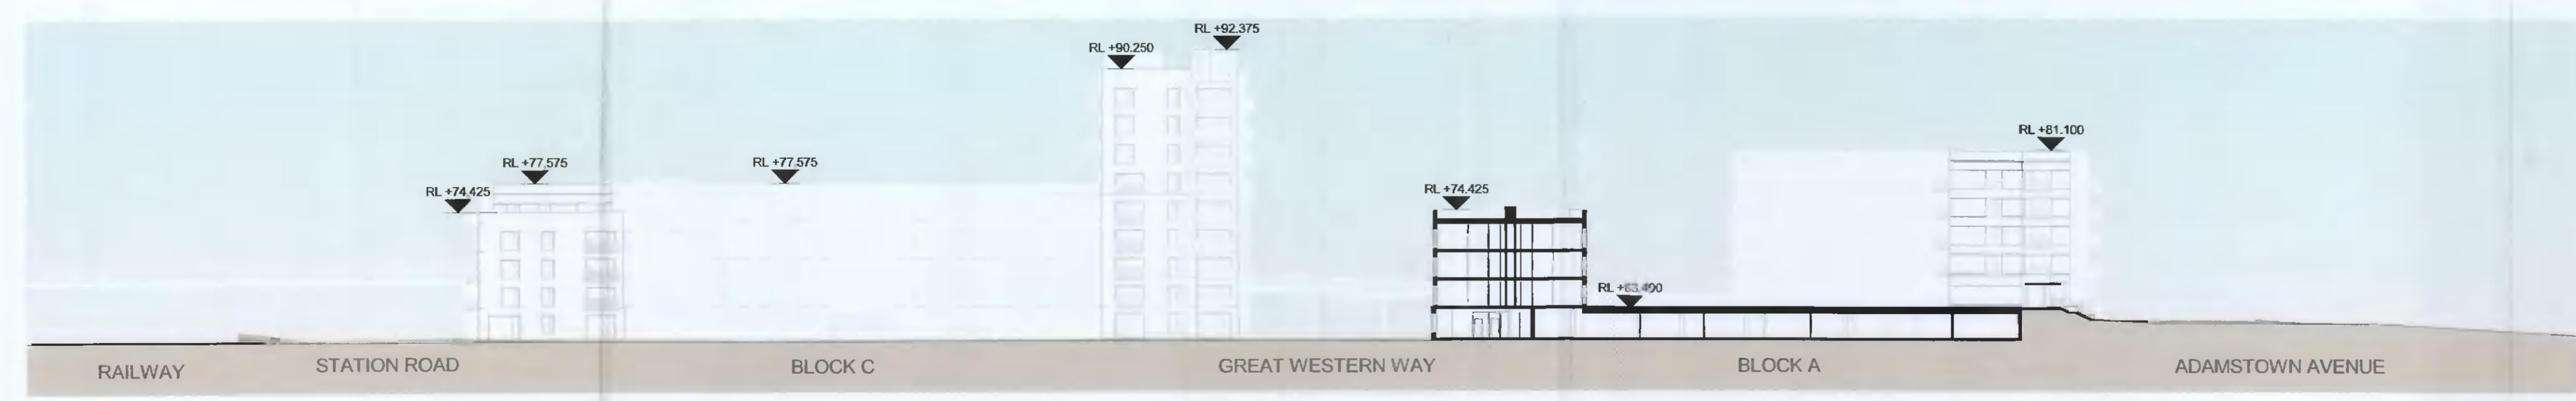 RL +92.375
RL +90.250
RL +81.100
RL +77.575
RL +77.575
RL +74.425
RL +74.425
RL +63.490
RAILWAY
STATION ROAD
BLOCK C
GREAT WESTERN WAY
BLOCK A
ADAMSTOWN AVENUE